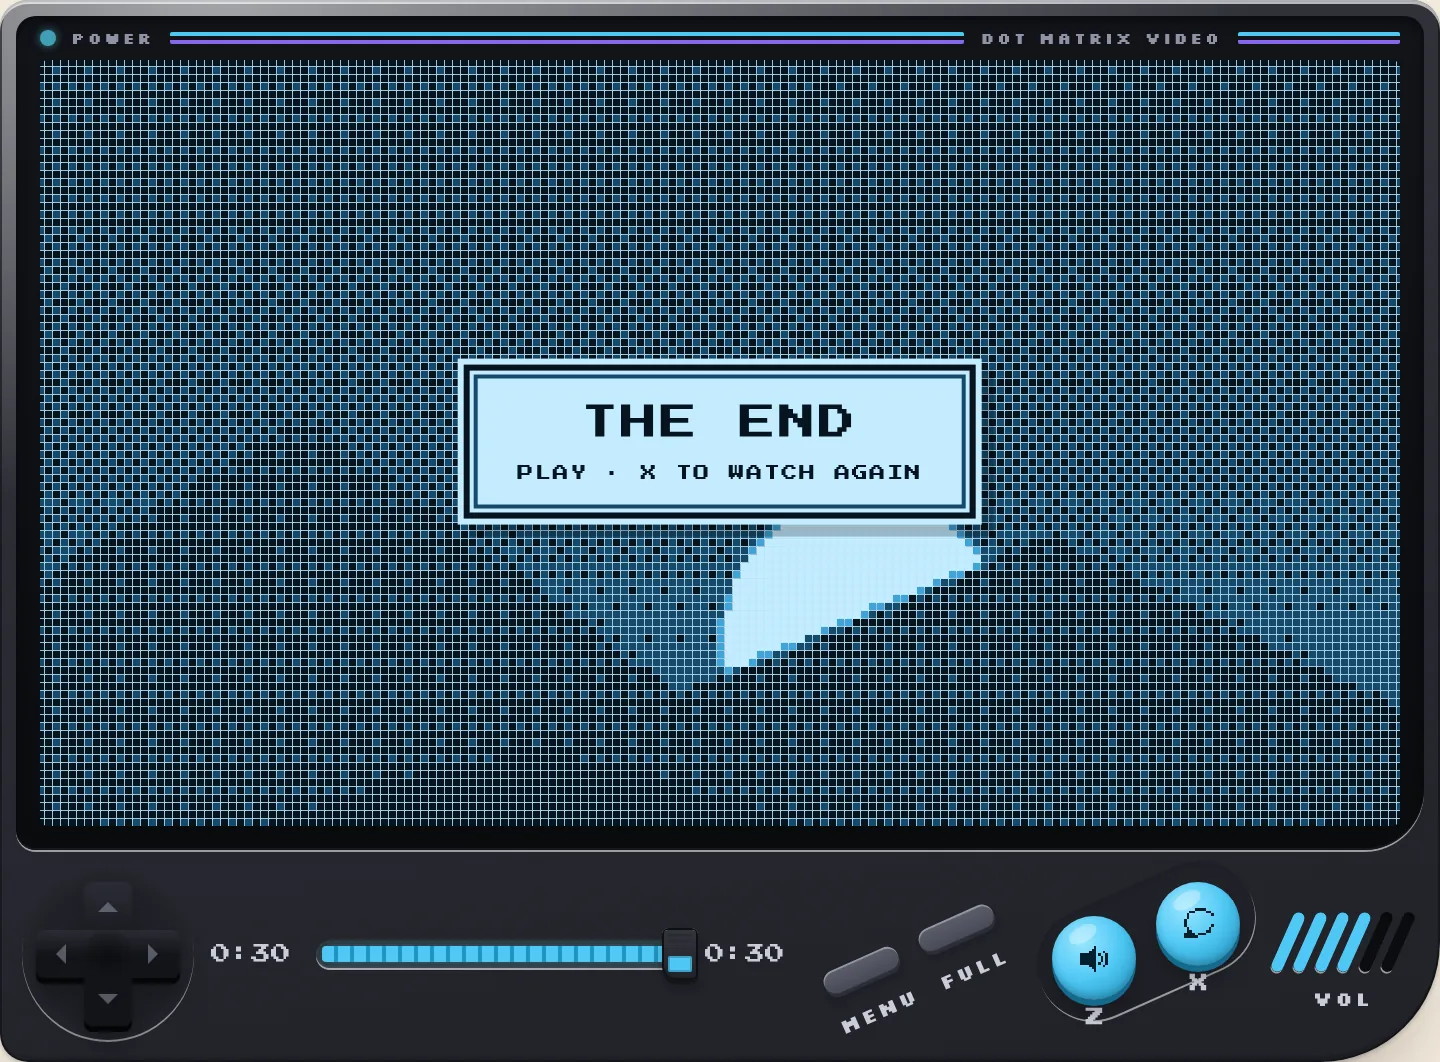 POWER
DOT MATRIX VIDEO
THE END
PLAY · X TO WATCH AGAIN
0:30
0:30
MENU
FULL
Z
X
VOL